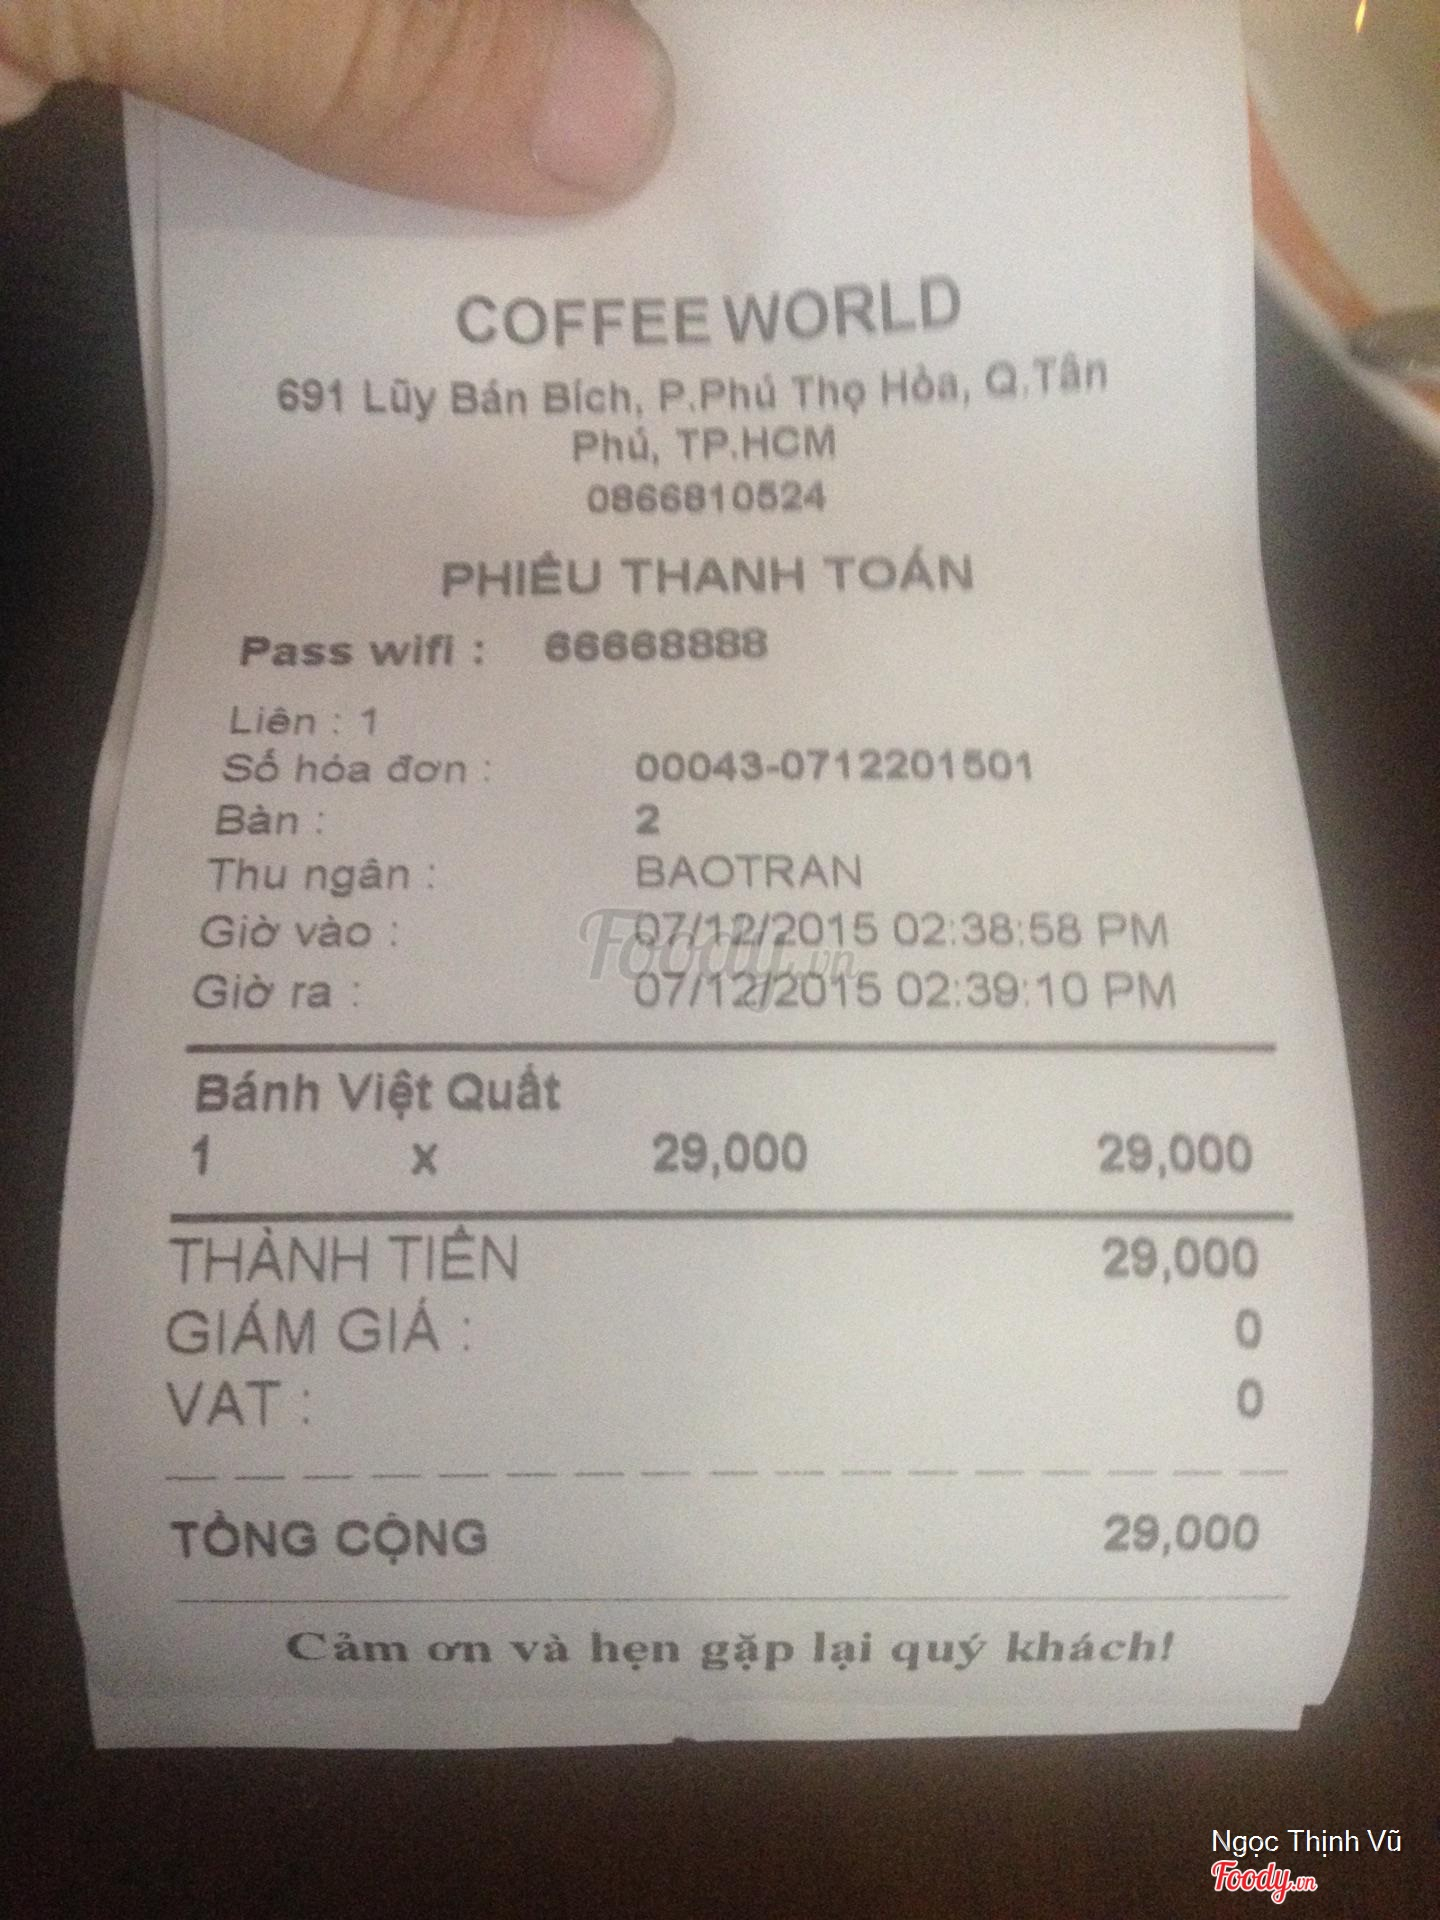 COFFEE WORLD
691 Lũy Bán Bích, P.Phú Thọ Hòa, Q.Tân
Phú, TP.HCM
0866810524
PHIẾU THANH TOÁN
Pass wifi : 66668888
Liên : 1
Số hóa đơn : 00043-0712201501
Bàn : 2
Thu ngân : BAOTRAN
Giờ vào : 07/12/2015 02:38:58 PM
Giờ ra : 07/12/2015 02:39:10 PM
Foody.vn
Bánh Việt Quất
1 x 29,000 29,000
THÀNH TIỀN 29,000
GIẢM GIÁ : 0
VAT : 0
TỔNG CỘNG 29,000
Cảm ơn và hẹn gặp lại quý khách!
Ngọc Thịnh Vũ
Foody.vn